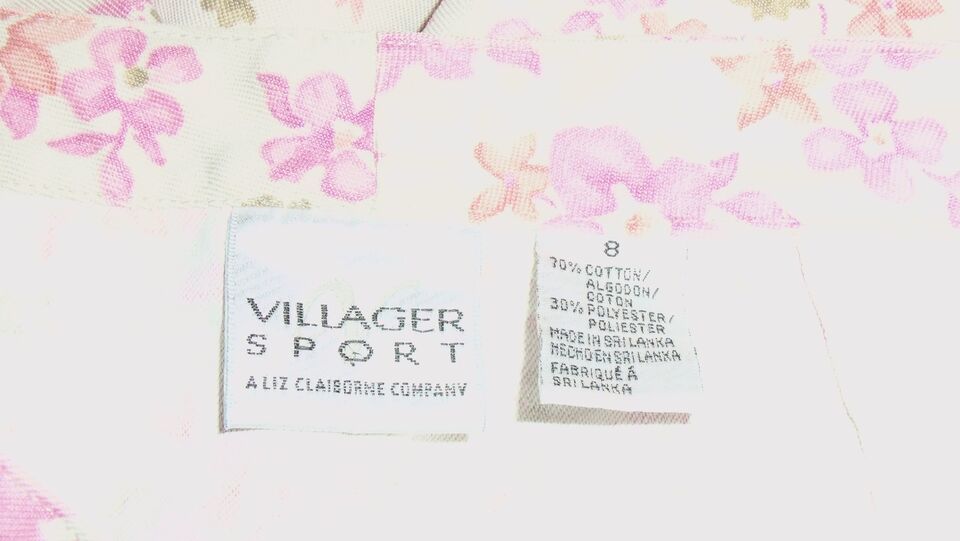 VILLAGER
SPORT
A LIZ CLAIBORNE COMPANY
8
70% COTTON/
ALGODON/
COTON
30% POLYESTER/
POLIESTER
MADE IN SRI LANKA
HECHO EN SRI LANKA
FABRIQUÉ À
SRI LANKA